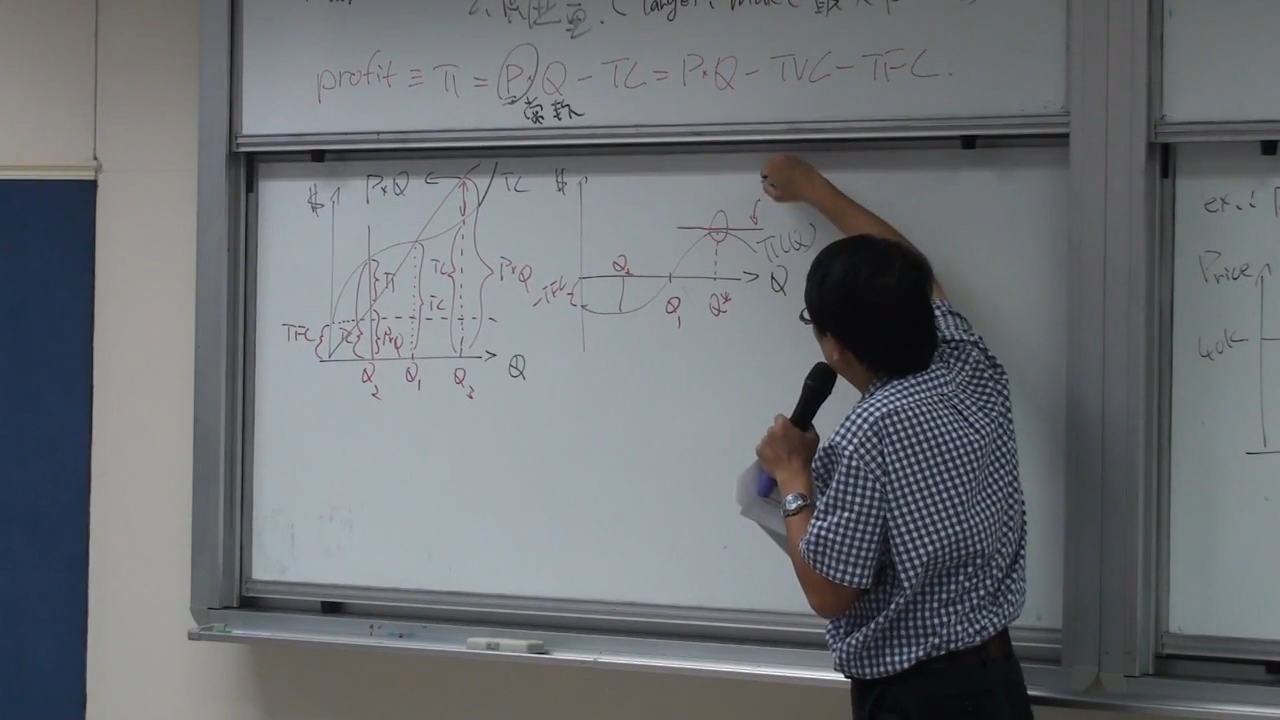 profit ≡ π = P·Q − TC = P×Q − TVC − TFC.
常數
$ P×Q TC
π TC P×Q
TFC TC P×Q TC
Q₂ Q₁ Q₃ Q
$
π(Q)
Q₂ Q
-TFC
Q₁ Q*
ex.:
Price
40k